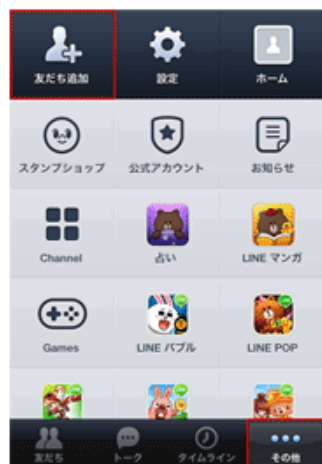 友だち追加
設定
ホーム
スタンプショップ
公式アカウント
お知らせ
Channel
占い
LINE マンガ
Games
LINE バブル
LINE POP
友だち
トーク
タイムライン
その他